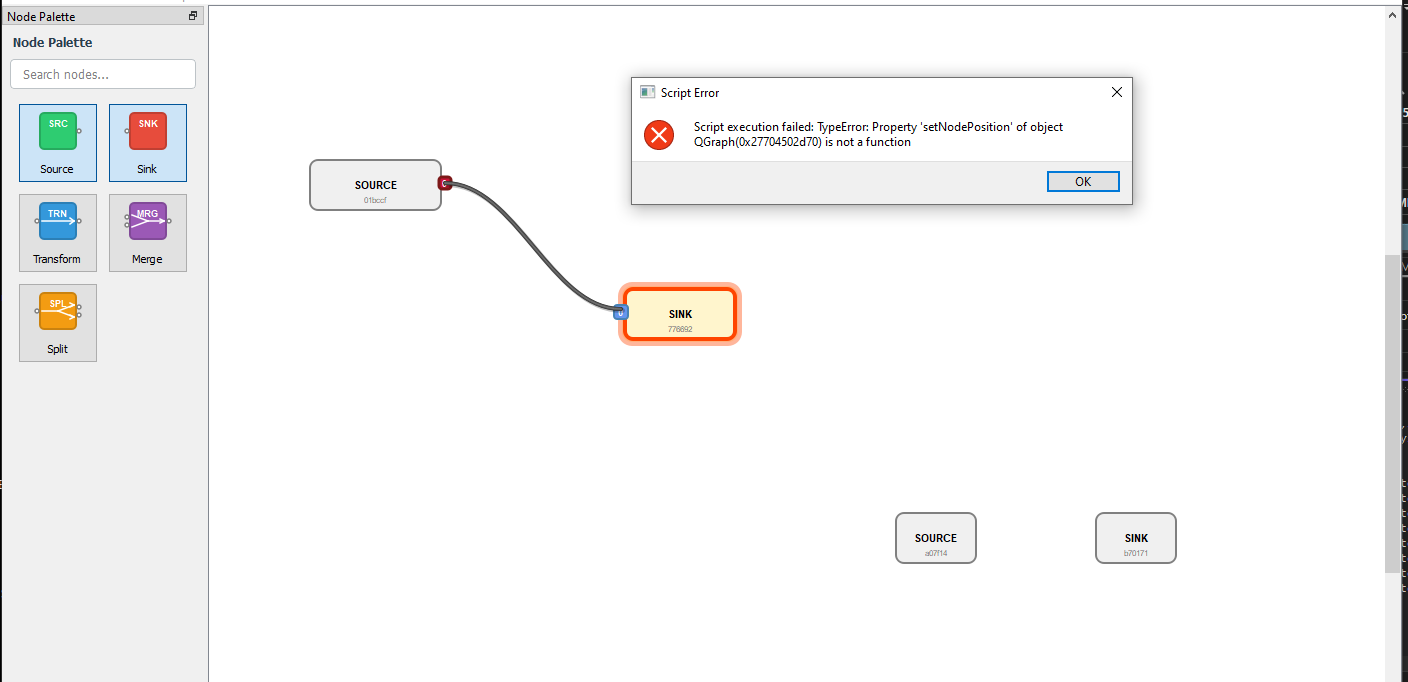 Node Palette
Node Palette
Search nodes...
SRC
SNK
Source
Sink
TRN
MRG
Transform
Merge
SPL
Split
Script Error
Script execution failed: TypeError: Property 'setNodePosition' of object
QGraph(0x27704502d70) is not a function
OK
SOURCE
01bccf
SINK
776692
SOURCE
a07f14
SINK
b70171